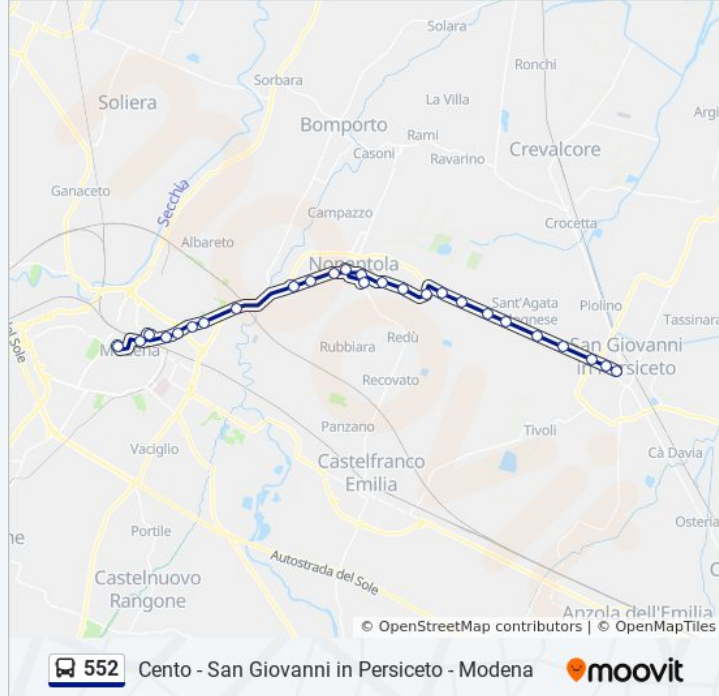 Solara
Ronchi
Sorbara
Soliera
La Villa
Bomporto
Rami
Casoni
Ravarino
Crevalcore
Ganaceto
Secchia
Campazzo
Crocetta
Albareto
Nonantola
Sant'Agata
Piolino
Tassinara
Modena
Rubbiara
Redù
San Giovanni
in Persiceto
Recovato
Panzano
Tivoli
Vaciglio
Castelfranco
Emilia
Cà Davia
Portile
Osteria
Autostrada del Sole
Castelnuovo
Rangone
Anzola dell'Emilia
© OpenStreetMap contributors | © OpenMapTiles
552 Cento - San Giovanni in Persiceto - Modena moovit